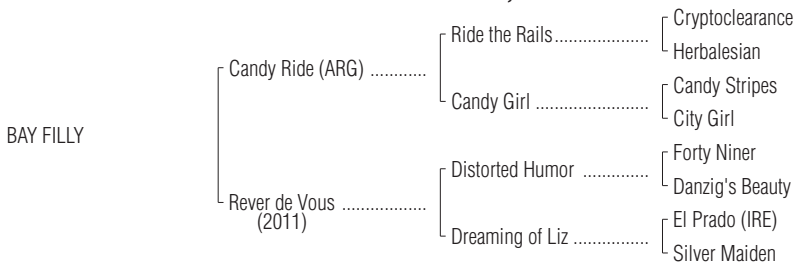 Cryptoclearance
Ride the Rails....................
Herbalesian
Candy Ride (ARG) ............
Candy Stripes
Candy Girl ........................
City Girl
BAY FILLY
Forty Niner
Distorted Humor ..............
Danzig's Beauty
Rever de Vous ..................
(2011)
El Prado (IRE)
Dreaming of Liz ................
Silver Maiden